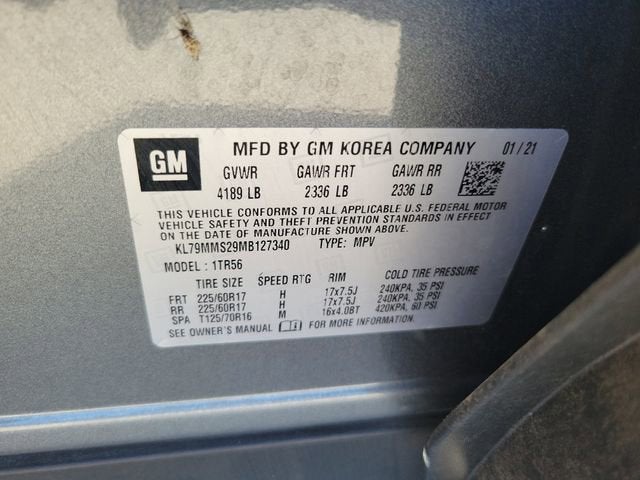 GM MFD BY GM KOREA COMPANY 01/21
GVWR GAWR FRT GAWR RR
4189 LB 2336 LB 2336 LB
THIS VEHICLE CONFORMS TO ALL APPLICABLE U.S. FEDERAL MOTOR
VEHICLE SAFETY AND THEFT PREVENTION STANDARDS IN EFFECT
ON THE DATE OF MANUFACTURE SHOWN ABOVE.
KL79MMS29MB127340 TYPE: MPV
MODEL: 1TR56
TIRE SIZE SPEED RTG RIM COLD TIRE PRESSURE
FRT 225/60R17 H 17x7.5J 240KPA, 35 PSI
RR 225/60R17 H 17x7.5J 240KPA, 35 PSI
SPA T125/70R16 M 16x4.0BT 420KPA, 60 PSI
SEE OWNER'S MANUAL FOR MORE INFORMATION.